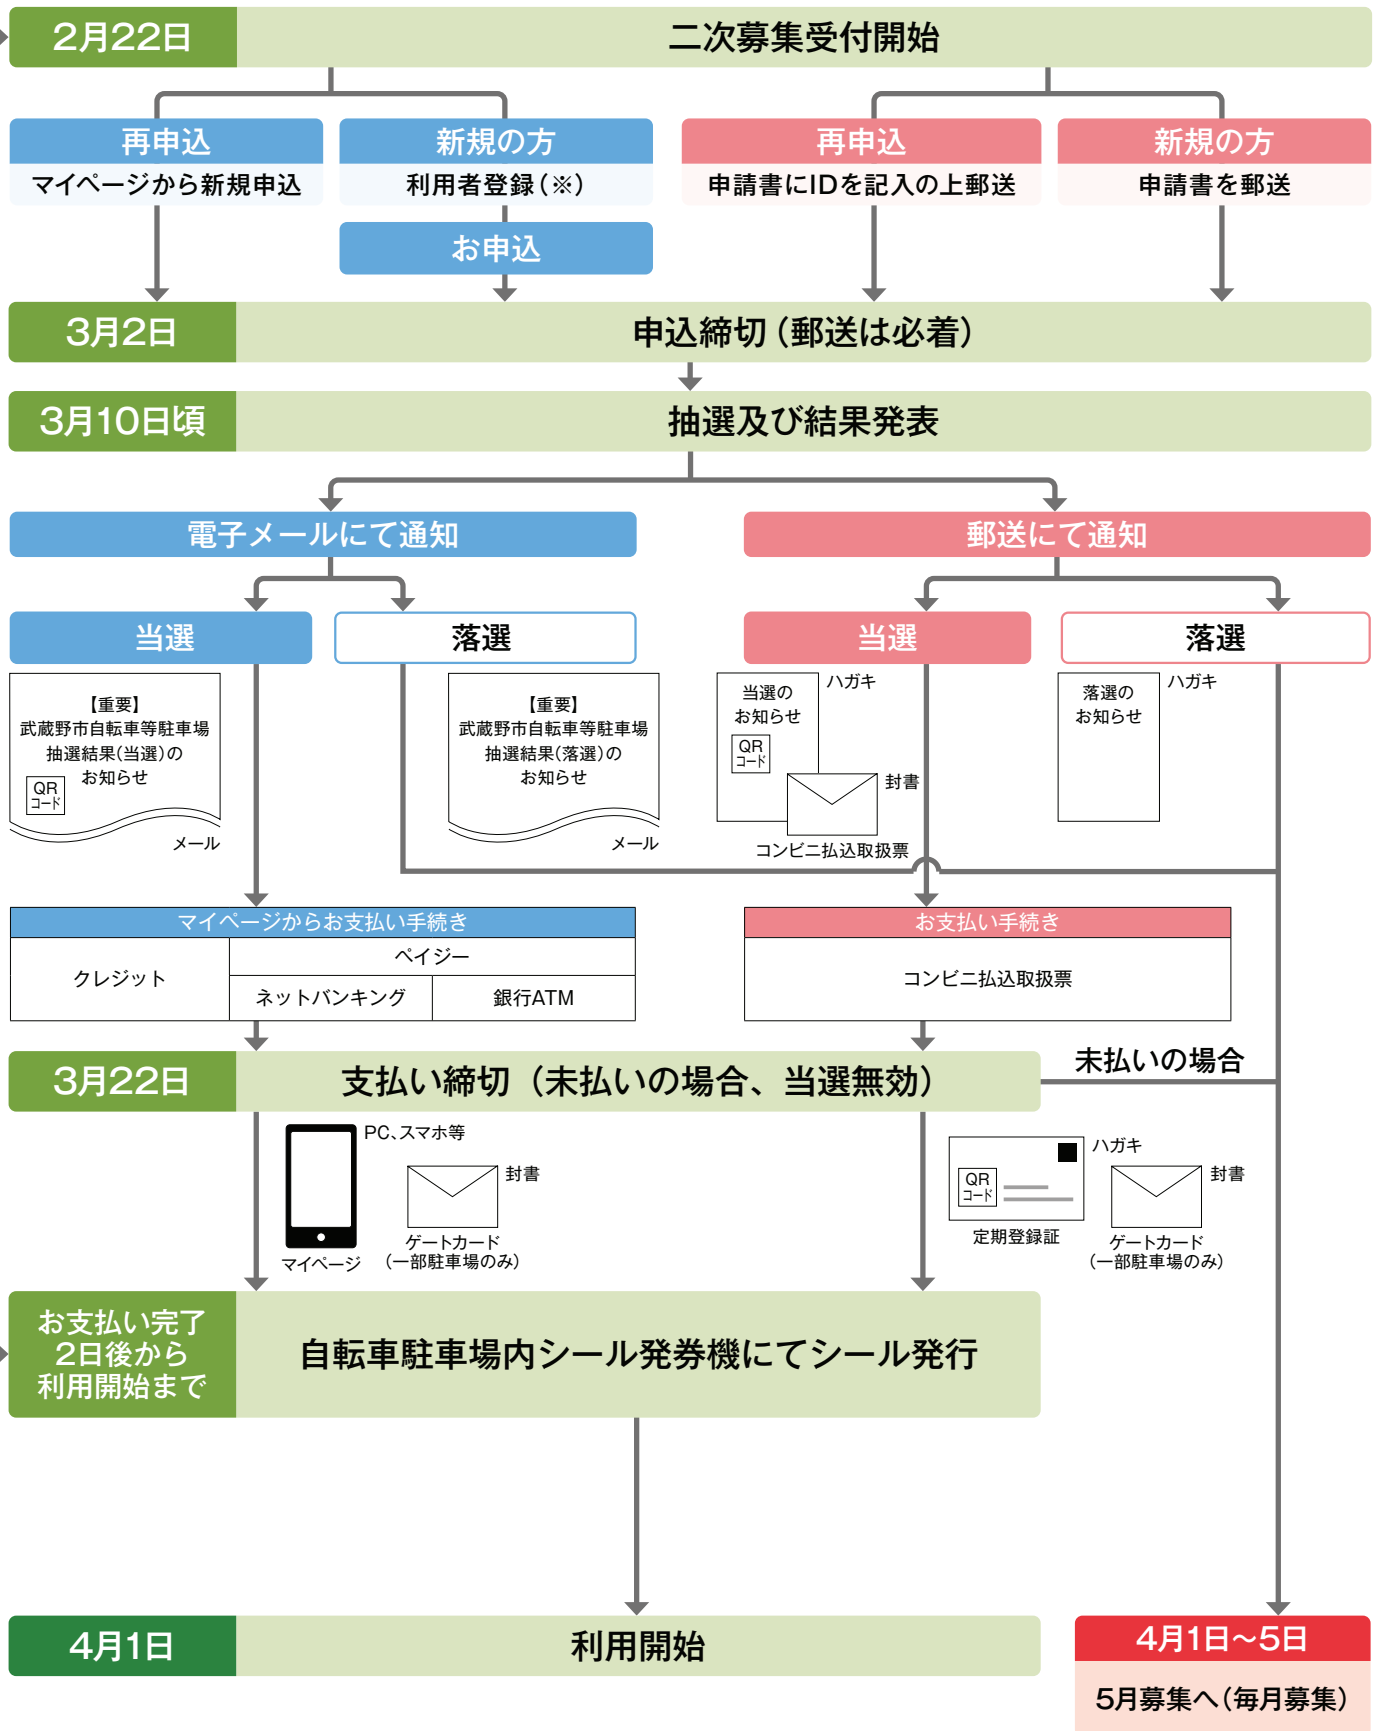 2月22日
二次募集受付開始
再申込
マイページから新規申込
新規の方
利用者登録（※）
お申込
再申込
申請書にIDを記入の上郵送
新規の方
申請書を郵送
3月2日
申込締切（郵送は必着）
3月10日頃
抽選及び結果発表
電子メールにて通知
郵送にて通知
当選
落選
当選
落選
【重要】
武蔵野市自転車等駐車場
抽選結果（当選）の
お知らせ
QR
コード
メール
【重要】
武蔵野市自転車等駐車場
抽選結果（落選）の
お知らせ
メール
当選の
お知らせ
QR
コード
ハガキ
封書
コンビニ払込取扱票
落選の
お知らせ
ハガキ
マイページからお支払い手続き
クレジット
ペイジー
ネットバンキング
銀行ATM
お支払い手続き
コンビニ払込取扱票
3月22日
支払い締切（未払いの場合、当選無効）
未払いの場合
PC、スマホ等
マイページ
封書
ゲートカード
（一部駐車場のみ）
QR
コード
ハガキ
定期登録証
封書
ゲートカード
（一部駐車場のみ）
お支払い完了
2日後から
利用開始まで
自転車駐車場内シール発券機にてシール発行
4月1日
利用開始
4月1日〜5日
5月募集へ（毎月募集）